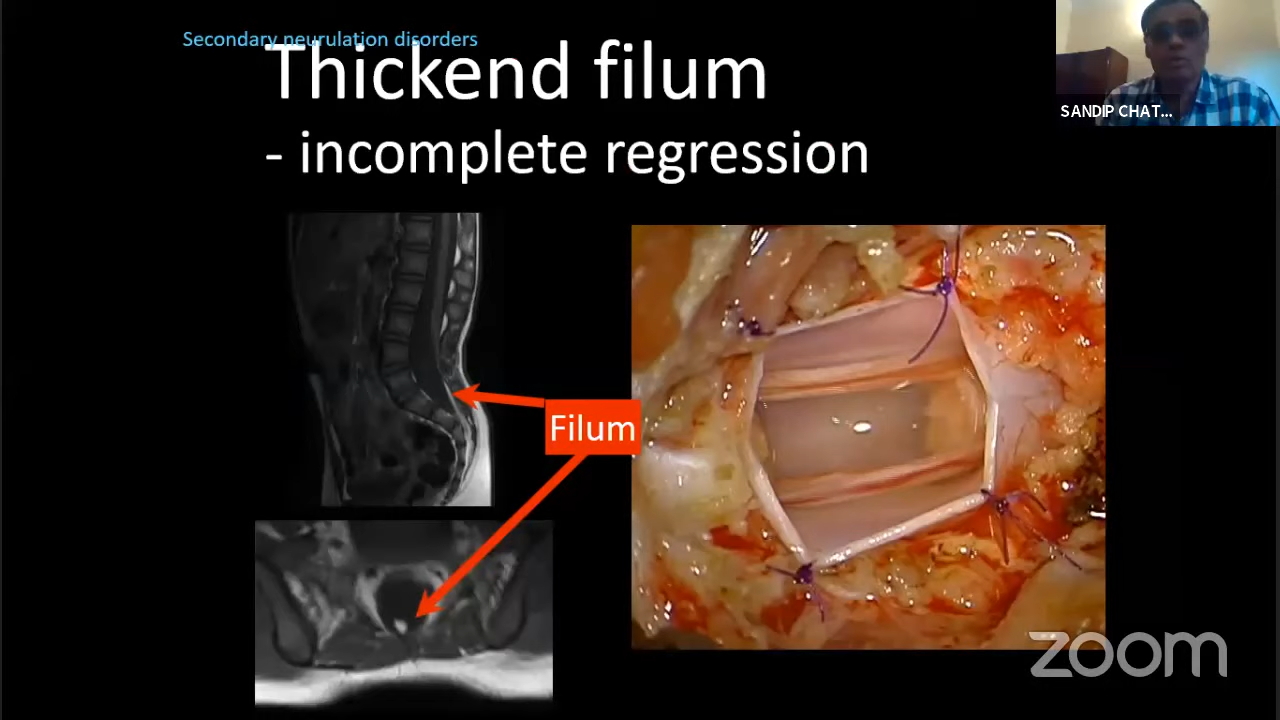 Secondary neurulation disorders
Thickend filum
- incomplete regression
SANDIP CHAT...
Filum
zoom